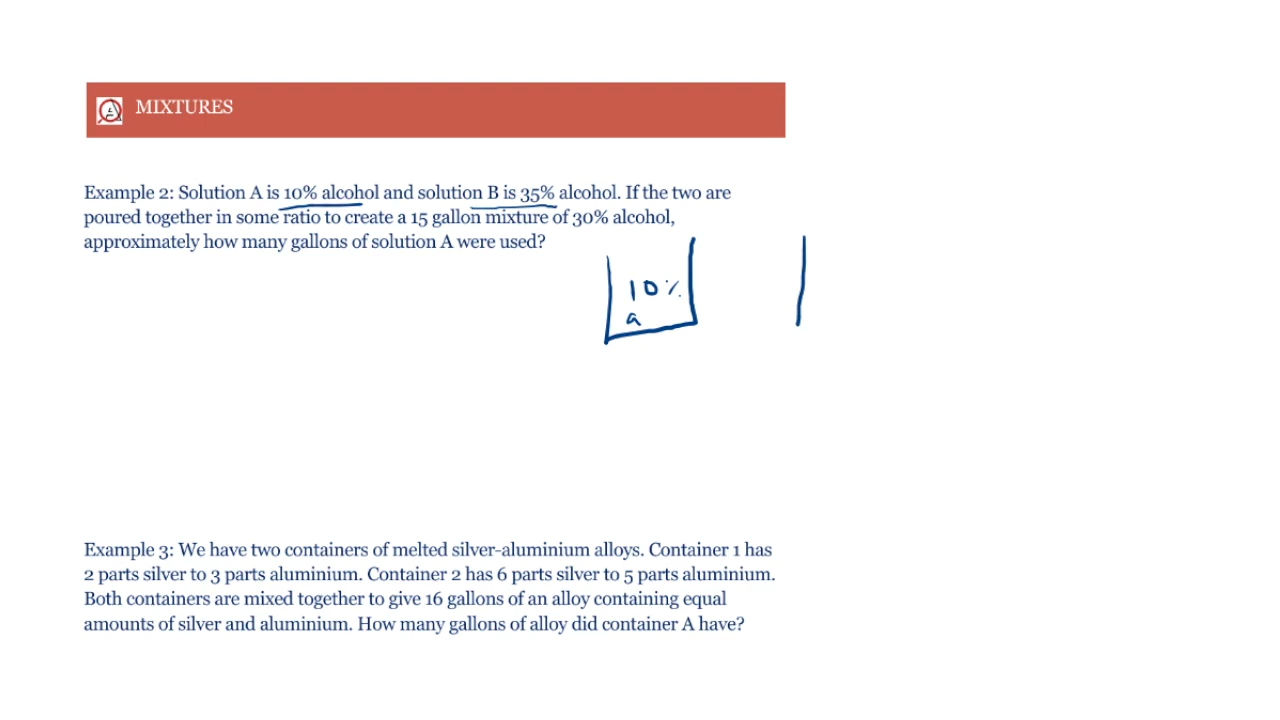 MIXTURES
Example 2: Solution A is 10% alcohol and solution B is 35% alcohol. If the two are
poured together in some ratio to create a 15 gallon mixture of 30% alcohol,
approximately how many gallons of solution A were used?
10%
a
Example 3: We have two containers of melted silver-aluminium alloys. Container 1 has
2 parts silver to 3 parts aluminium. Container 2 has 6 parts silver to 5 parts aluminium.
Both containers are mixed together to give 16 gallons of an alloy containing equal
amounts of silver and aluminium. How many gallons of alloy did container A have?